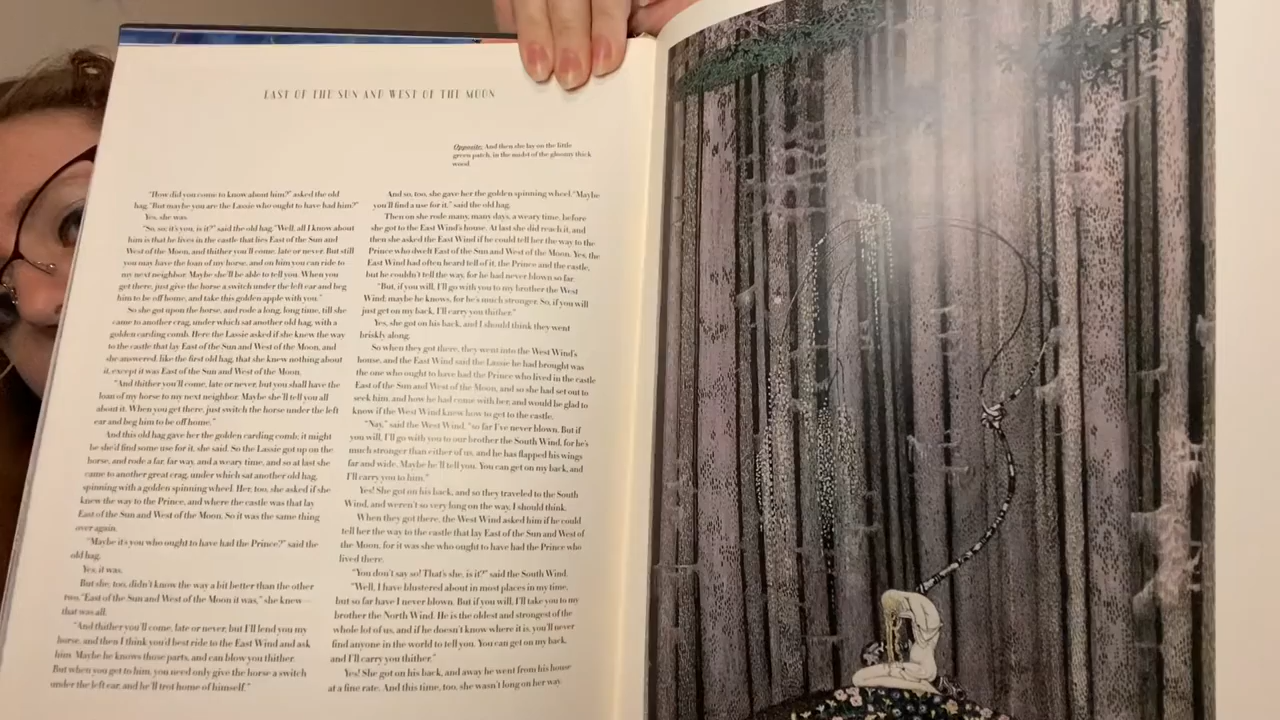 EAST OF THE SUN AND WEST OF THE MOON
Opposite: And then she lay on the little
green patch, in the midst of the gloomy thick
wood.
"How did you come to know about him?" asked the old
hag. "But maybe you are the Lassie who ought to have had him?"
Yes, she was.
"So, so; it's you, is it?" said the old hag. "Well, all I know about
him is that he lives in the castle that lies East of the Sun and
West of the Moon, and thither you'll come, late or never. But still
you may have the loan of my horse, and on him you can ride to
my next neighbor. Maybe she'll be able to tell you. When you
get there, just give the horse a switch under the left ear and beg
him to be off home, and take this golden apple with you."
So she got upon the horse, and rode a long, long time, till she
came to another crag, under which sat another old hag, with a
golden carding comb. Here the Lassie asked if she knew the way
to the castle that lay East of the Sun and West of the Moon, and
she answered, like the first old hag, that she knew nothing about
it, except it was East of the Sun and West of the Moon.
"And thither you'll come, late or never, but you shall have the
loan of my horse to my next neighbor. Maybe she'll tell you all
about it. When you get there, just switch the horse under the left
ear and beg him to be off home."
And this old hag gave her the golden carding comb; it might
be she'd find some use for it, she said. So the Lassie got up on the
horse, and rode a far, far way, and a weary time, and so at last she
came to another great crag, under which sat another old hag,
spinning with a golden spinning wheel. Her, too, she asked if she
knew the way to the Prince, and where the castle was that lay
East of the Sun and West of the Moon. So it was the same thing
over again.
"Maybe it's you who ought to have had the Prince?" said the
old hag.
Yes, it was.
But she, too, didn't know the way a bit better than the other
two. "East of the Sun and West of the Moon it was," she knew—
that was all.
"And thither you'll come, late or never, but I'll lend you my
horse, and then I think you'd best ride to the East Wind and ask
him. Maybe he knows those parts, and can blow you thither.
But when you get to him, you need only give the horse a switch
under the left ear, and he'll trot home of himself."
And so, too, she gave her the golden spinning wheel. "Maybe
you'll find a use for it," said the old hag.
Then on she rode many, many days, a weary time, before
she got to the East Wind's house. At last she did reach it, and
then she asked the East Wind if he could tell her the way to the
Prince who dwelt East of the Sun and West of the Moon. Yes, the
East Wind had often heard tell of it, the Prince and the castle,
but he couldn't tell the way, for he had never blown so far.
"But, if you will, I'll go with you to my brother the West
Wind, maybe he knows, for he's much stronger. So, if you will
just get on my back, I'll carry you thither."
Yes, she got on his back, and I should think they went
briskly along.
So when they got there, they went into the West Wind's
house, and the East Wind said the Lassie he had brought was
the one who ought to have had the Prince who lived in the castle
East of the Sun and West of the Moon, and so she had set out to
seek him, and how he had come with her, and would be glad to
know if the West Wind knew how to get to the castle.
"Nay," said the West Wind, "so far I've never blown. But if
you will, I'll go with you to our brother the South Wind, for he's
much stronger than either of us, and he has flapped his wings
far and wide. Maybe he'll tell you. You can get on my back, and
I'll carry you to him."
Yes! She got on his back, and so they traveled to the South
Wind, and weren't so very long on the way, I should think.
When they got there, the West Wind asked him if he could
tell her the way to the castle that lay East of the Sun and West of
the Moon, for it was she who ought to have had the Prince who
lived there.
"You don't say so! That's she, is it?" said the South Wind.
"Well, I have blustered about in most places in my time,
but so far have I never blown. But if you will, I'll take you to my
brother the North Wind. He is the oldest and strongest of the
whole lot of us, and if he doesn't know where it is, you'll never
find anyone in the world to tell you. You can get on my back,
and I'll carry you thither."
Yes! She got on his back, and away he went from his house
at a fine rate. And this time, too, she wasn't long on her way.